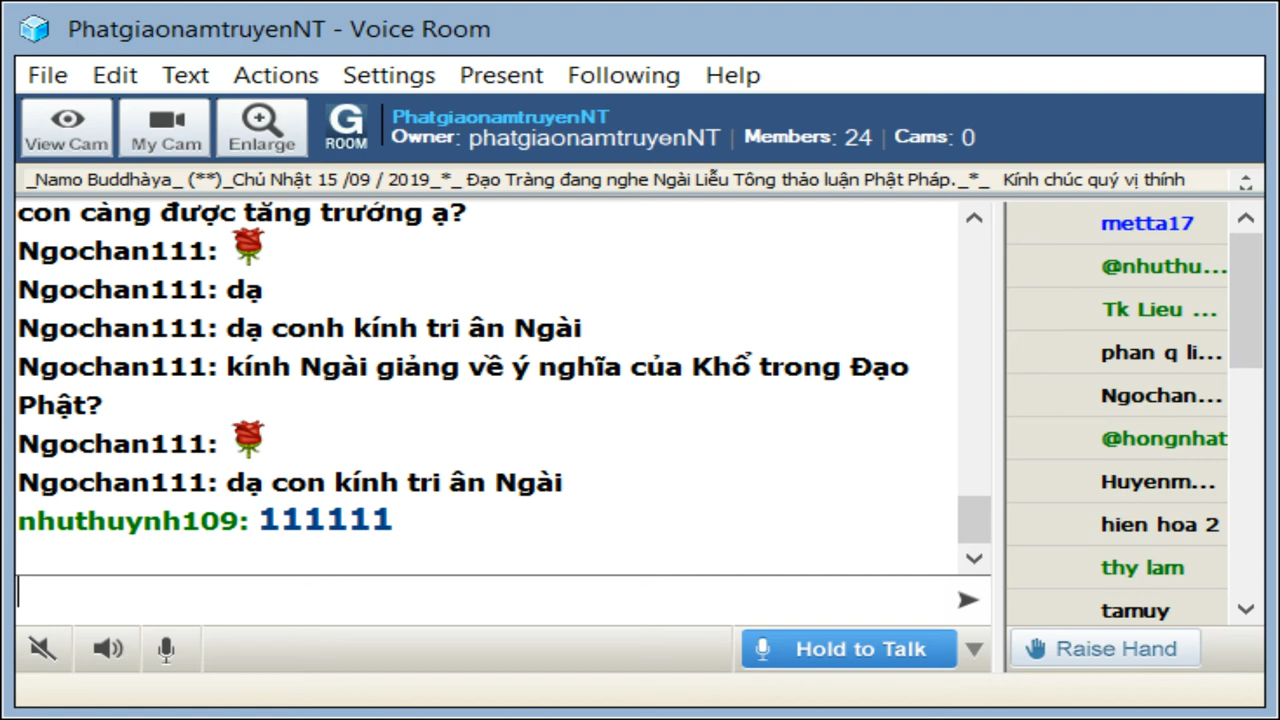 PhatgiaonamtruyenNT - Voice Room
File Edit Text Actions Settings Present Following Help
View Cam My Cam Enlarge G ROOM
PhatgiaonamtruyenNT
Owner: phatgiaonamtruyenNT | Members: 24 | Cams: 0
_Namo Buddhàya_ (**)_Chủ Nhật 15 /09 / 2019_*_ Đạo Tràng đang nghe Ngài Liễu Tông thảo luận Phật Pháp._*_ Kính chúc quý vị thính
con càng được tăng trưởng ạ?
Ngochan111:
Ngochan111: dạ
Ngochan111: dạ conh kính tri ân Ngài
Ngochan111: kính Ngài giảng về ý nghĩa của Khổ trong Đạo
Phật?
Ngochan111:
Ngochan111: dạ con kính tri ân Ngài
nhuthuynh109: 111111
metta17
@nhuthu...
Tk Lieu ...
phan q li...
Ngochan...
@hongnhat
Huyenm...
hien hoa 2
thy lam
tamuy
Hold to Talk
Raise Hand